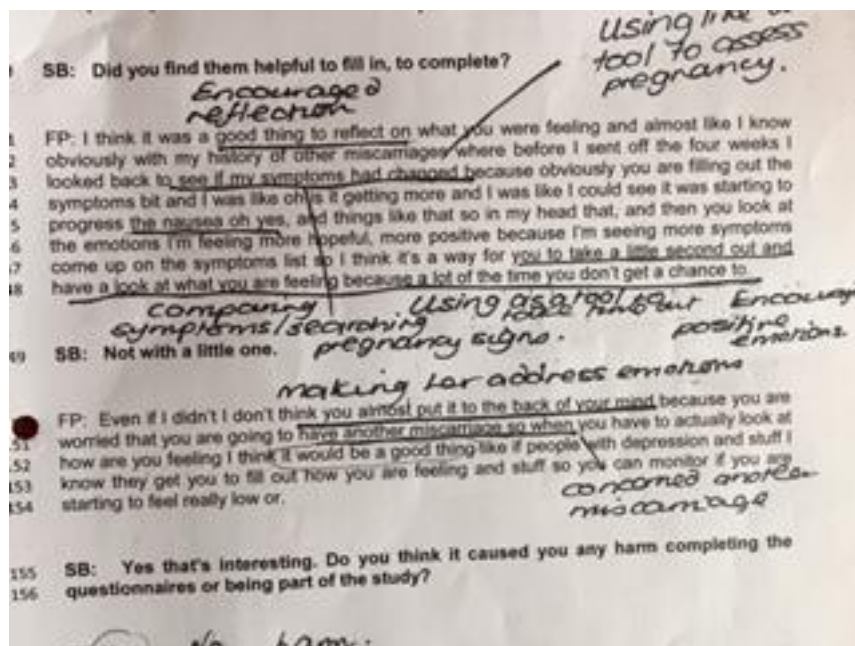 using like a
tool to assess
pregnancy.
SB: Did you find them helpful to fill in, to complete?
Encouraged
reflection
FP: I think it was a good thing to reflect on what you were feeling and almost like I know
obviously with my history of other miscarriages where before I sent off the four weeks I
looked back to see if my symptoms had changed because obviously you are filling out the
symptoms bit and I was like oh is it getting more and I was like I could see it was starting to
progress the nausea oh yes, and things like that so in my head that, and then you look at
the emotions I'm feeling more hopeful, more positive because I'm seeing more symptoms
come up on the symptoms list so I think it's a way for you to take a little second out and
48 have a look at what you are feeling because a lot of the time you don't get a chance to.
comparing
symptoms/searching
pregnancy signs.
using as a tool to
take time out
Encourage
positive
emotions
49 SB: Not with a little one.
making her address emotions
FP: Even if I didn't I don't think you almost put it to the back of your mind because you are
151 worried that you are going to have another miscarriage so when you have to actually look at
152 how are you feeling I think it would be a good thing like if people with depression and stuff I
153 know they get you to fill out how you are feeling and stuff so you can monitor if you are
154 starting to feel really low or.
concerned another
miscarriage
155 SB: Yes that's interesting. Do you think it caused you any harm completing the
156 questionnaires or being part of the study?
No harm.